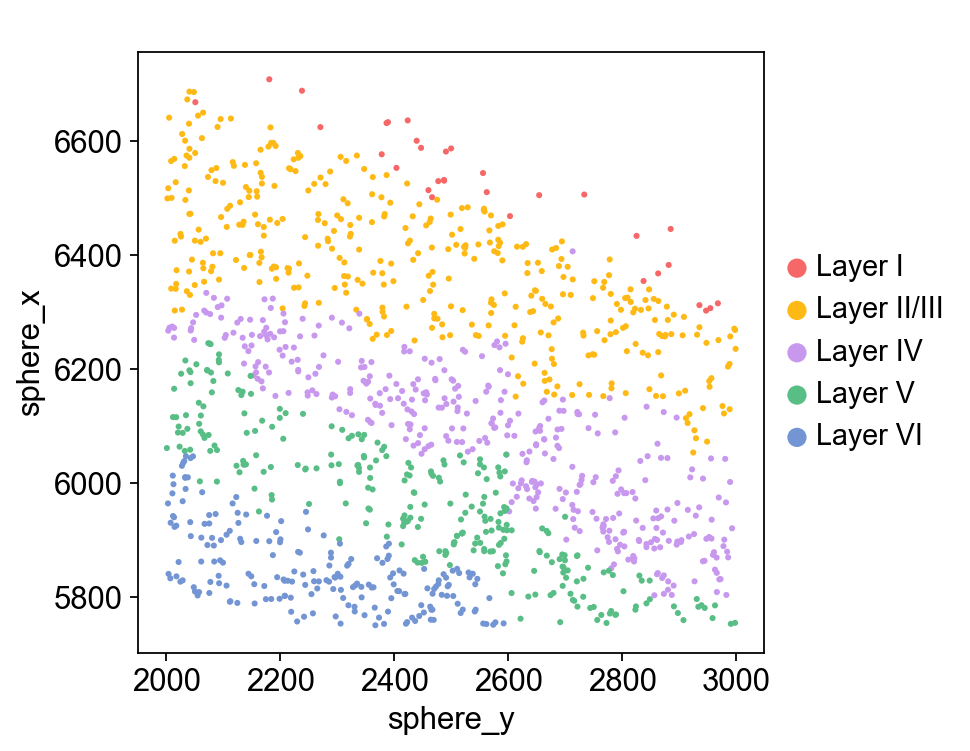 6600
6400
6200
6000
5800
sphere_x
2000 2200 2400 2600 2800 3000
sphere_y
Layer I
Layer II/III
Layer IV
Layer V
Layer VI